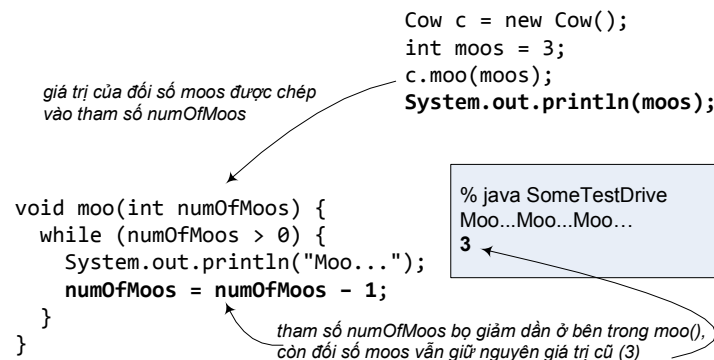 Cow c = new Cow();
int moos = 3;
c.moo(moos);
System.out.println(moos);
giá trị của đối số moos được chép
vào tham số numOfMoos
void moo(int numOfMoos) {
while (numOfMoos > 0) {
System.out.println("Moo...");
numOfMoos = numOfMoos – 1;
}
}
% java SomeTestDrive
Moo...Moo...Moo…
3
tham số numOfMoos bọ giảm dần ở bên trong moo(),
còn đối số moos vẫn giữ nguyên giá trị cũ (3)